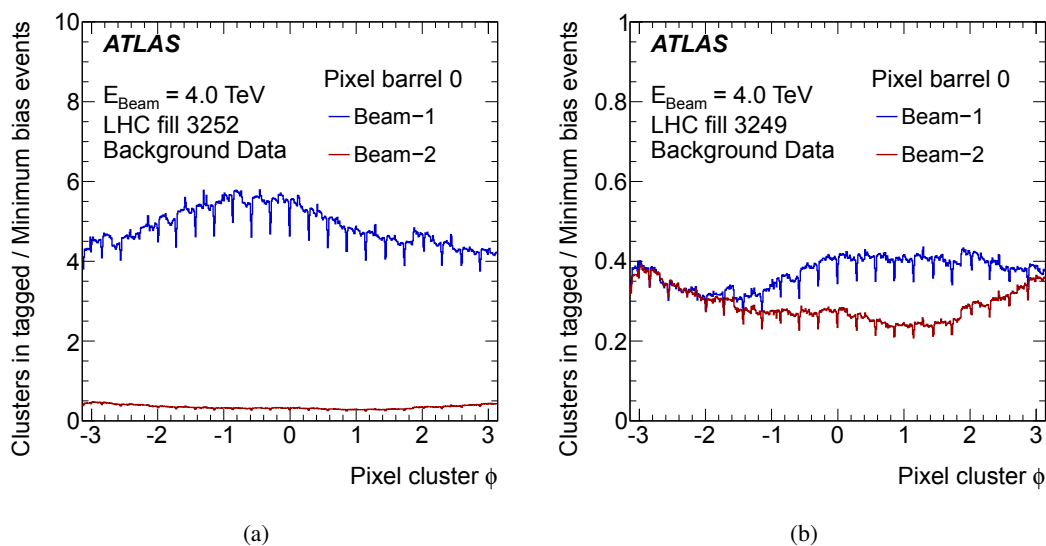 Clusters in tagged / Minimum bias events
10
8
6
4
2
0
ATLAS
E_Beam = 4.0 TeV
LHC fill 3252
Background Data
Pixel barrel 0
Beam−1
Beam−2
-3 -2 -1 0 1 2 3
Pixel cluster ϕ
(a)
Clusters in tagged / Minimum bias events
1
0.8
0.6
0.4
0.2
0
ATLAS
E_Beam = 4.0 TeV
LHC fill 3249
Background Data
Pixel barrel 0
Beam−1
Beam−2
-3 -2 -1 0 1 2 3
Pixel cluster ϕ
(b)